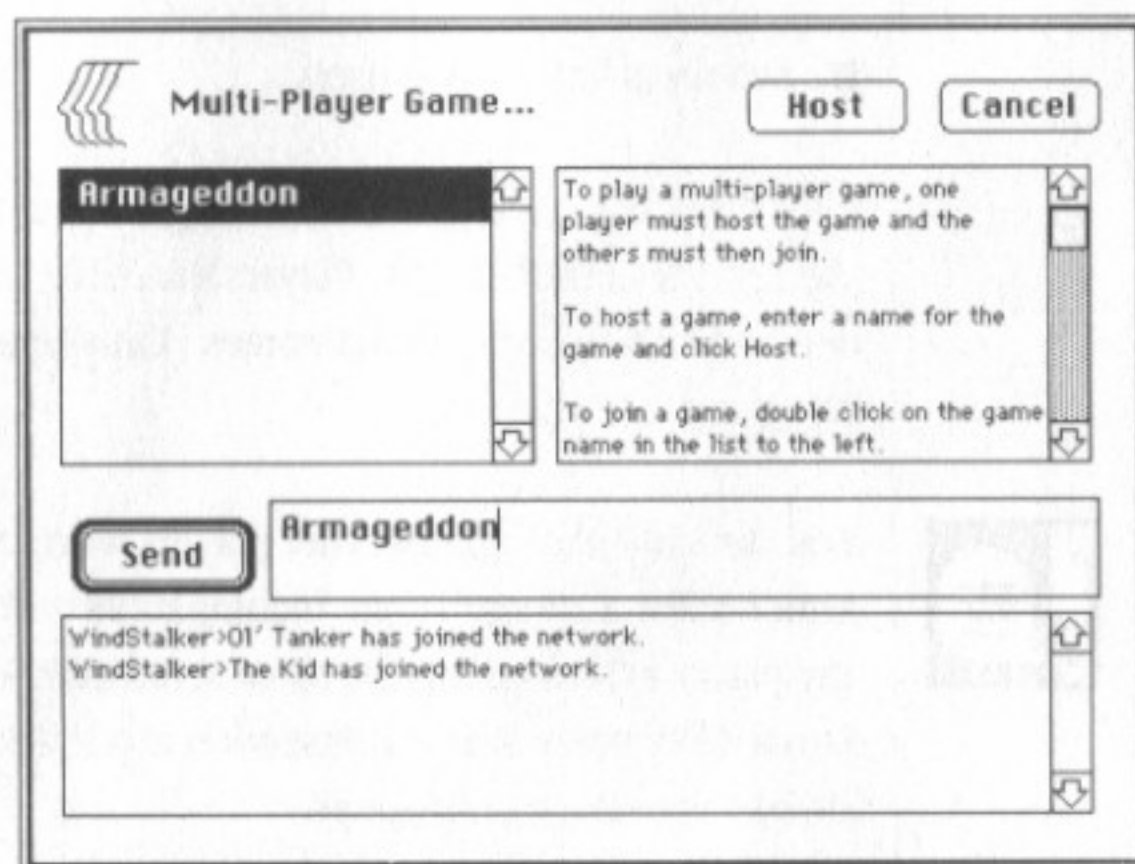 Multi-Player Game...
Host
Cancel
Armageddon
To play a multi-player game, one
player must host the game and the
others must then join.
To host a game, enter a name for the
game and click Host.
To join a game, double click on the game
name in the list to the left.
Send
Armageddon
WindStalker>Ol' Tanker has joined the network.
WindStalker>The Kid has joined the network.